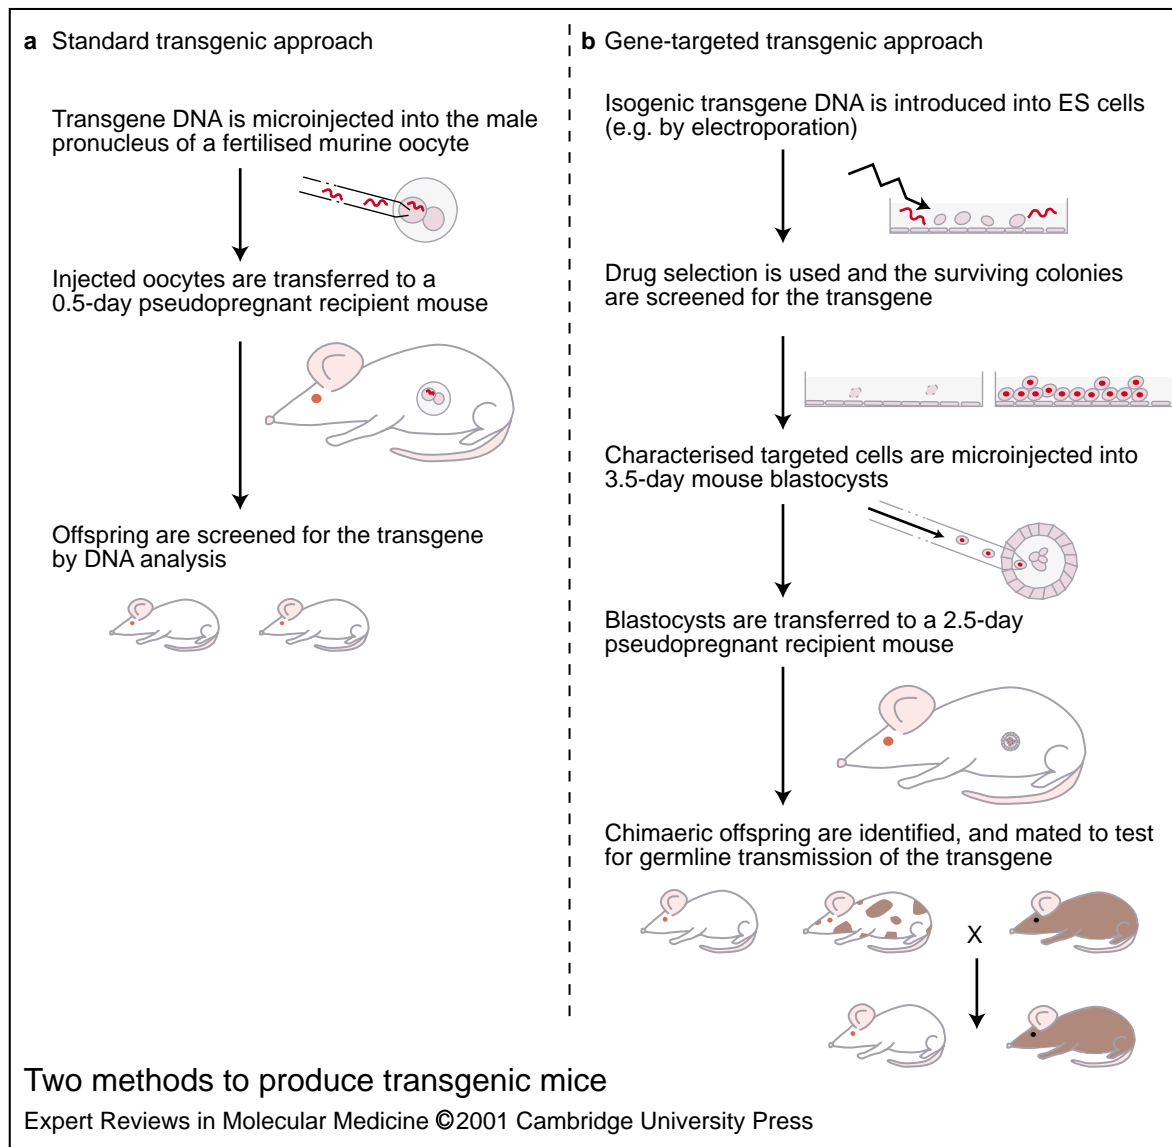 a Standard transgenic approach
Transgene DNA is microinjected into the male
pronucleus of a fertilised murine oocyte
Injected oocytes are transferred to a
0.5-day pseudopregnant recipient mouse
Offspring are screened for the transgene
by DNA analysis
b Gene-targeted transgenic approach
Isogenic transgene DNA is introduced into ES cells
(e.g. by electroporation)
Drug selection is used and the surviving colonies
are screened for the transgene
Characterised targeted cells are microinjected into
3.5-day mouse blastocysts
Blastocysts are transferred to a 2.5-day
pseudopregnant recipient mouse
Chimaeric offspring are identified, and mated to test
for germline transmission of the transgene
X
Two methods to produce transgenic mice
Expert Reviews in Molecular Medicine ©2001 Cambridge University Press